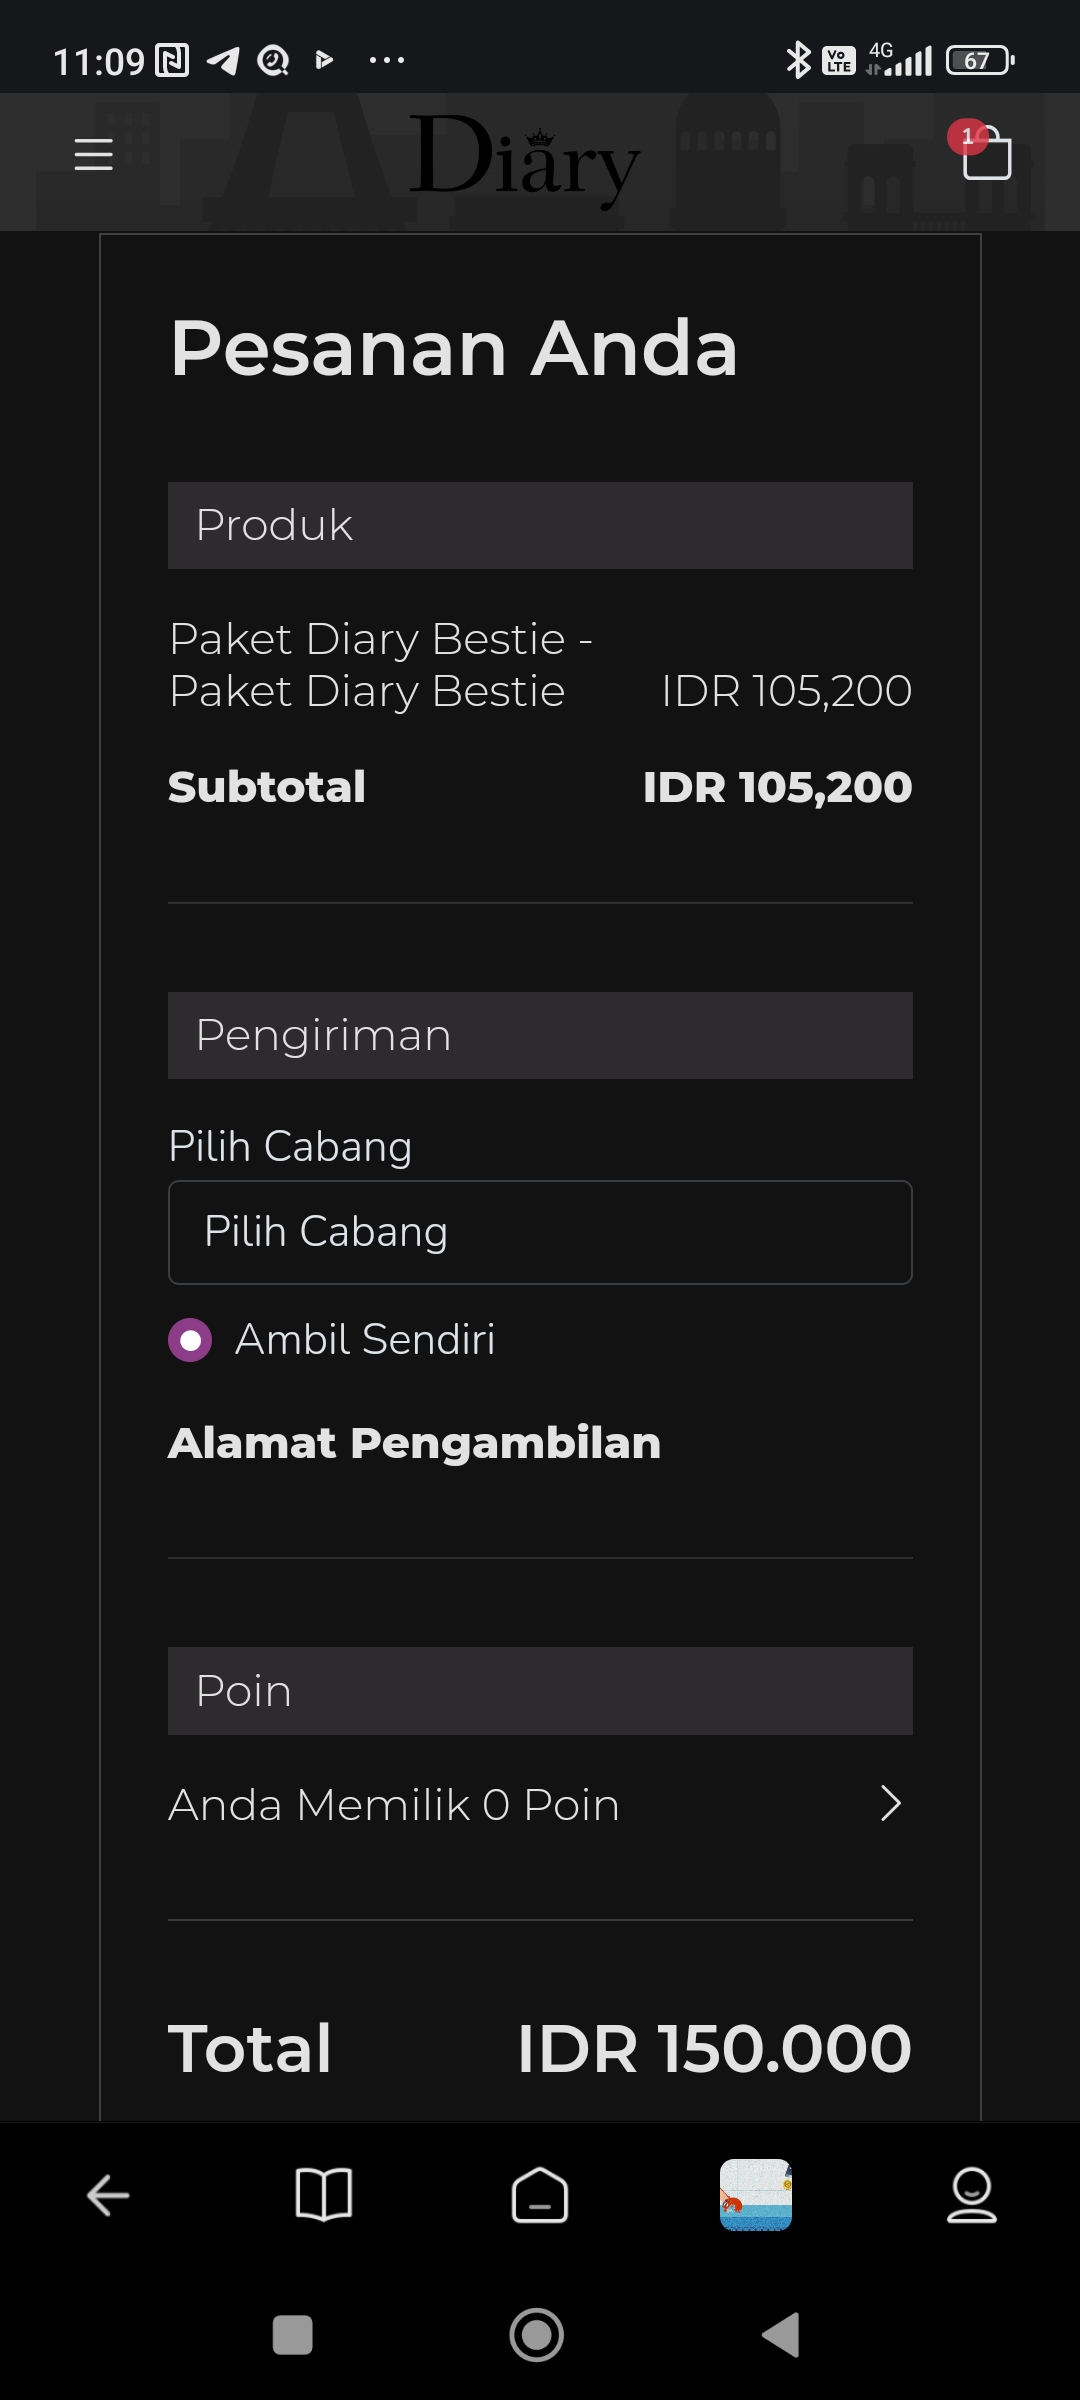 11:09
Vo LTE
4G
67
Diary
1
Pesanan Anda
Produk
Paket Diary Bestie -
Paket Diary Bestie IDR 105,200
Subtotal IDR 105,200
Pengiriman
Pilih Cabang
Pilih Cabang
Ambil Sendiri
Alamat Pengambilan
Poin
Anda Memilik 0 Poin
Total IDR 150.000